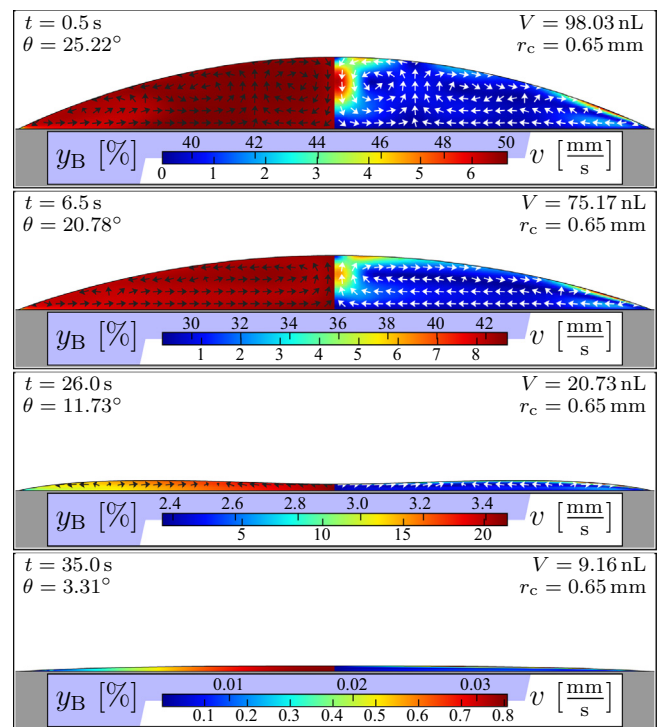 t = 0.5 s V = 98.03 nL
θ = 25.22° r_c = 0.65 mm
40 42 44 46 48 50
y_B [%] v [mm/s]
0 1 2 3 4 5 6
t = 6.5 s V = 75.17 nL
θ = 20.78° r_c = 0.65 mm
30 32 34 36 38 40 42
y_B [%] v [mm/s]
1 2 3 4 5 6 7 8
t = 26.0 s V = 20.73 nL
θ = 11.73° r_c = 0.65 mm
2.4 2.6 2.8 3.0 3.2 3.4
y_B [%] v [mm/s]
5 10 15 20
t = 35.0 s V = 9.16 nL
θ = 3.31° r_c = 0.65 mm
0.01 0.02 0.03
y_B [%] v [mm/s]
0.1 0.2 0.3 0.4 0.5 0.6 0.7 0.8